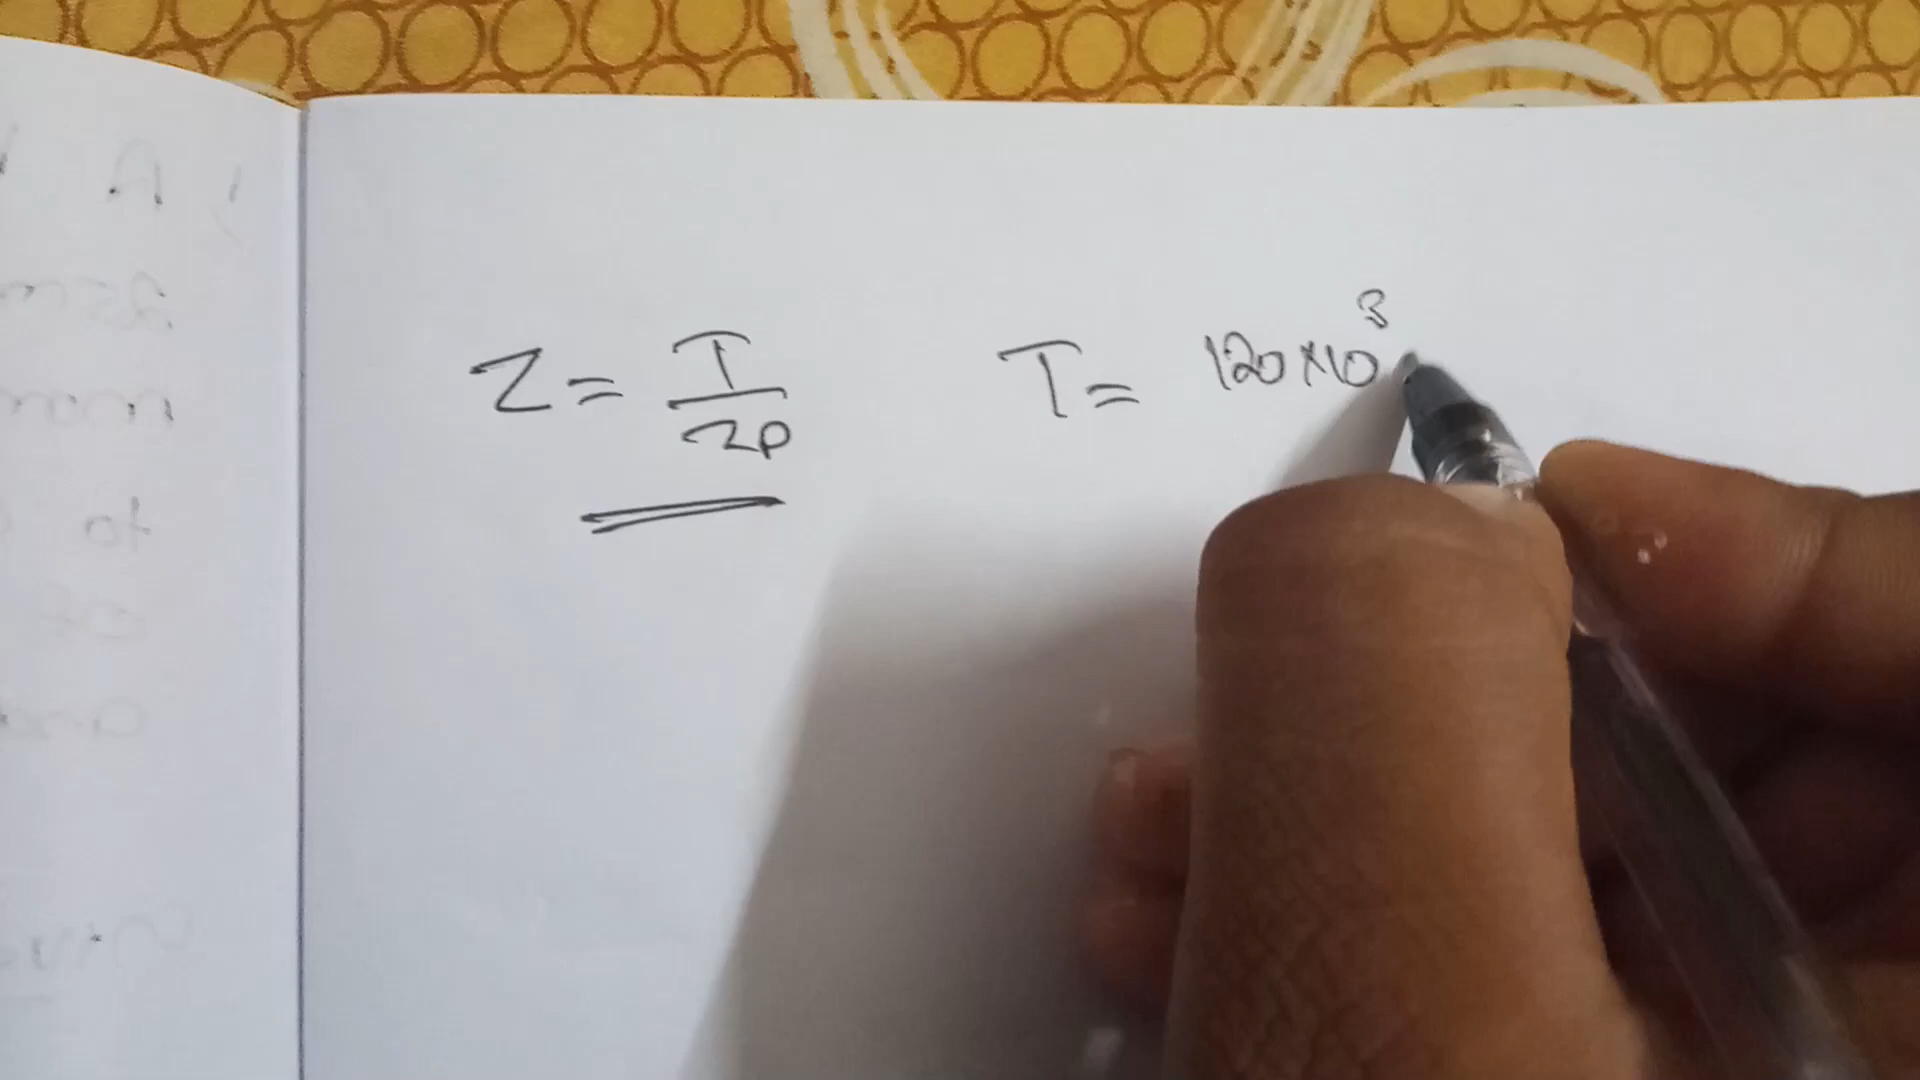 Z = T/2p
T = 120×10³